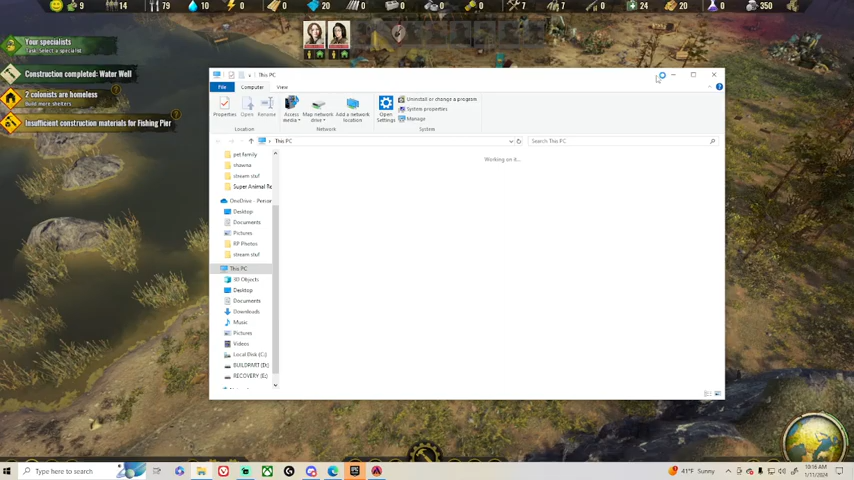 9 114 79 10 0 20 0 0 7 7 24 20 0 350
Your specialists
Task: Select a specialist
Construction completed: Water Well
2 colonists are homeless
Build more shelters.
Insufficient construction materials for Fishing Pier
This PC
File Computer View
Properties Open Rename Access media Map network drive Add a network location Open Settings
Uninstall or change a program
System properties
Manage
Location Network System
This PC
Search This PC
Working on it...
pet family
shawna
stream stuf
Super Animal Re
OneDrive - Person
Desktop
Documents
Pictures
RP Photos
stream stuf
This PC
3D Objects
Desktop
Documents
Downloads
Music
Pictures
Videos
Local Disk (C:)
BUILDPART (D:)
RECOVERY (E:)
Type here to search
41°F Sunny
10:16 AM
1/11/2024